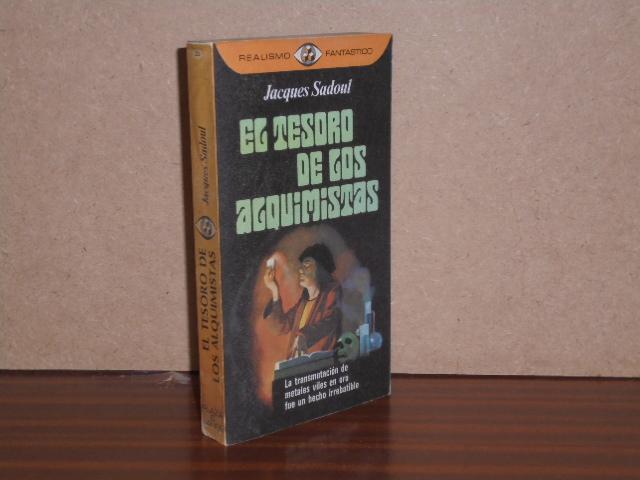 REALISMO FANTASTICO
Jacques Sadoul
EL TESORO
DE LOS
ALQUIMISTAS
La transmutación de
metales viles en oro
fue un hecho irrebatible
Jacques Sadoul
EL TESORO DE
LOS ALQUIMISTAS